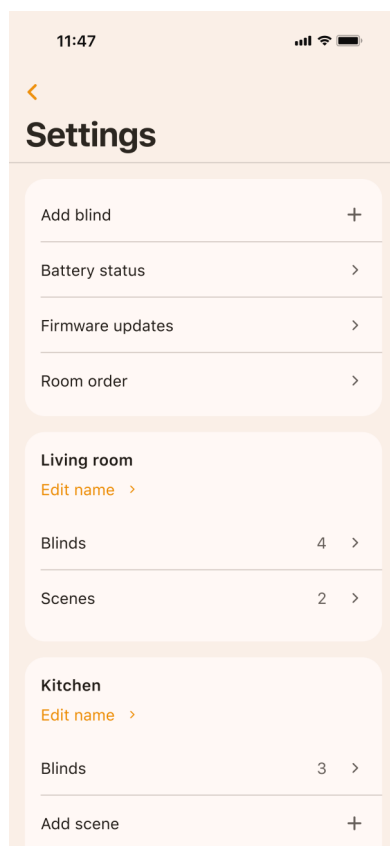 11:47
Settings
Add blind
Battery status
Firmware updates
Room order
Living room
Edit name
Blinds 4
Scenes 2
Kitchen
Edit name
Blinds 3
Add scene